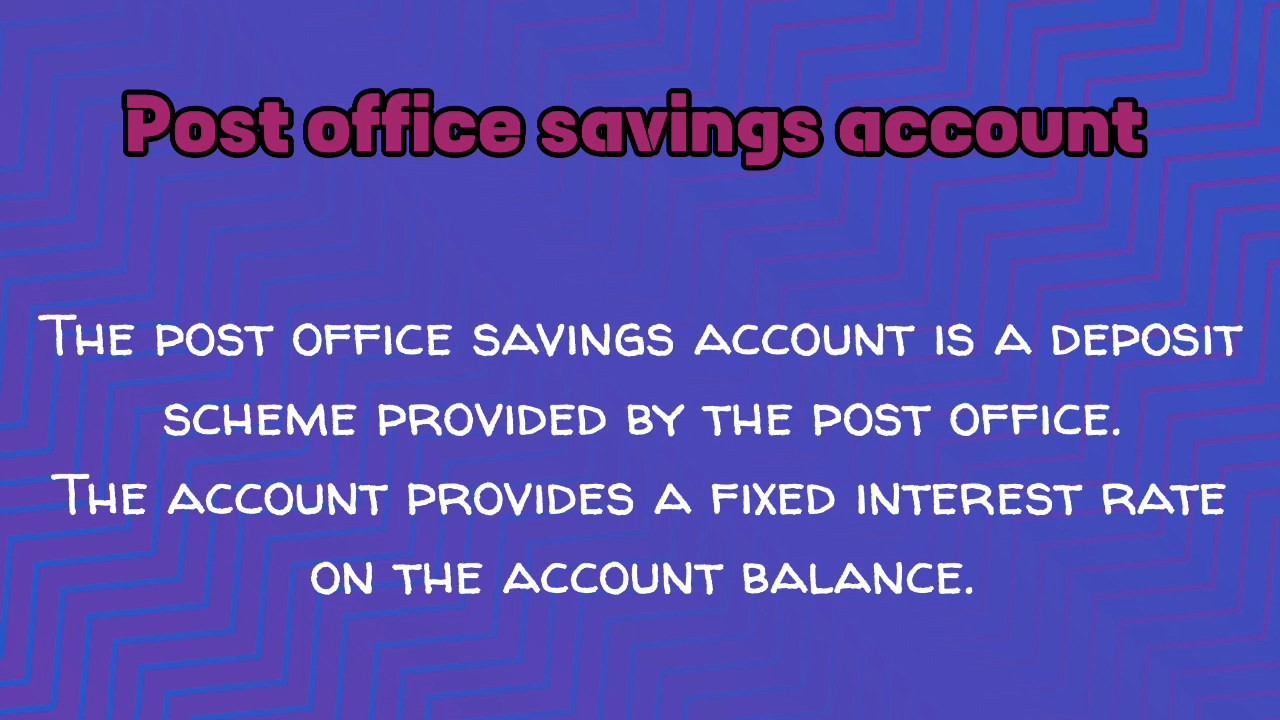 Post office savings account
The post office savings account is a deposit
scheme provided by the post office.
The account provides a fixed interest rate
on the account balance.